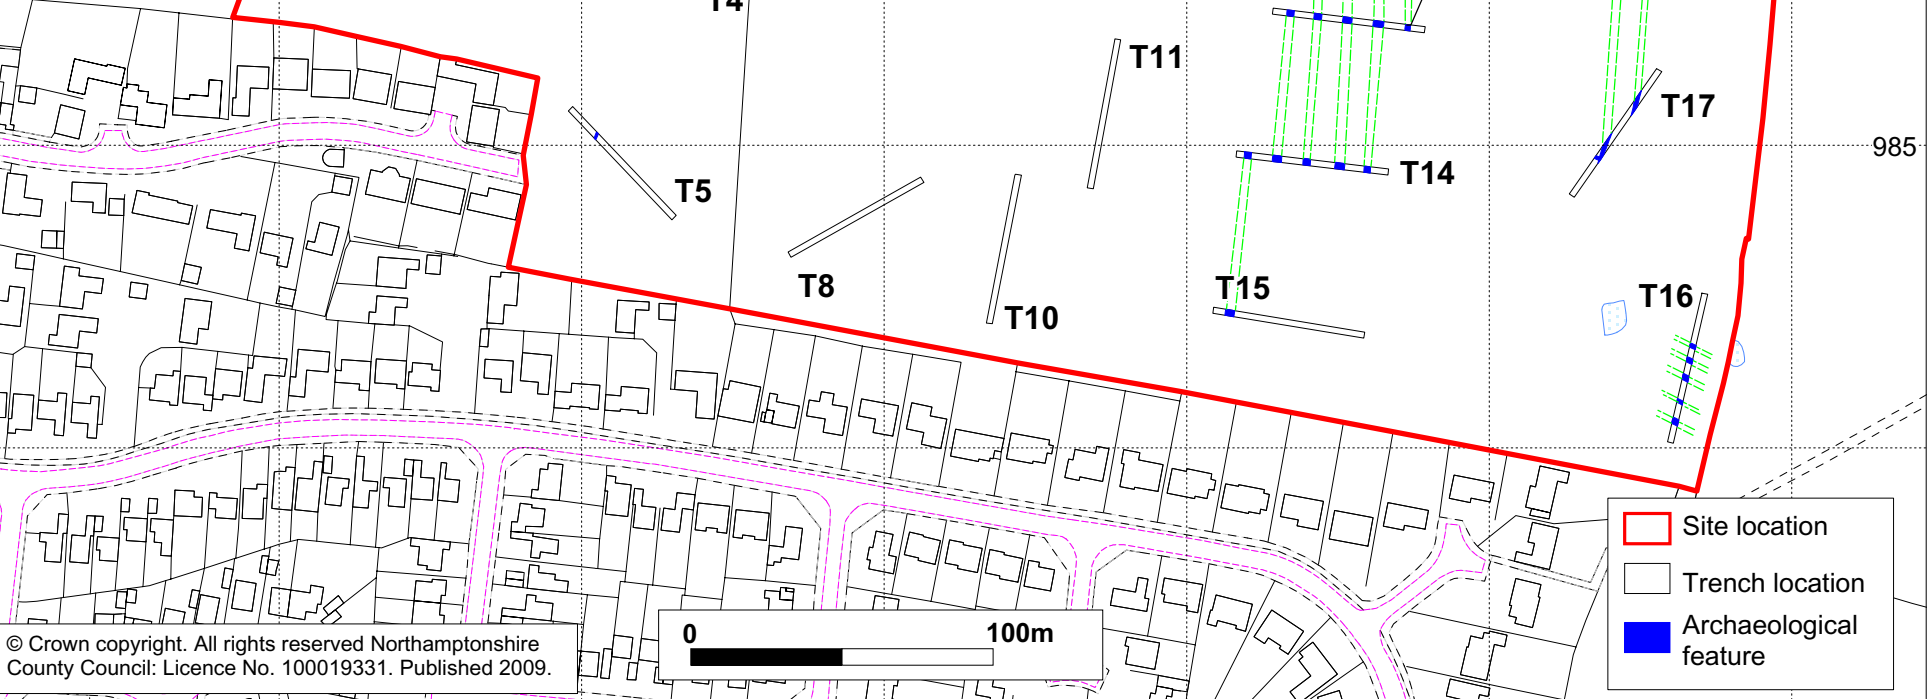 T4
T11
T17
985
T14
T5
T8
T15
T16
T10
Site location
Trench location
Archaeological
feature
0 100m
© Crown copyright. All rights reserved Northamptonshire
County Council: Licence No. 100019331. Published 2009.